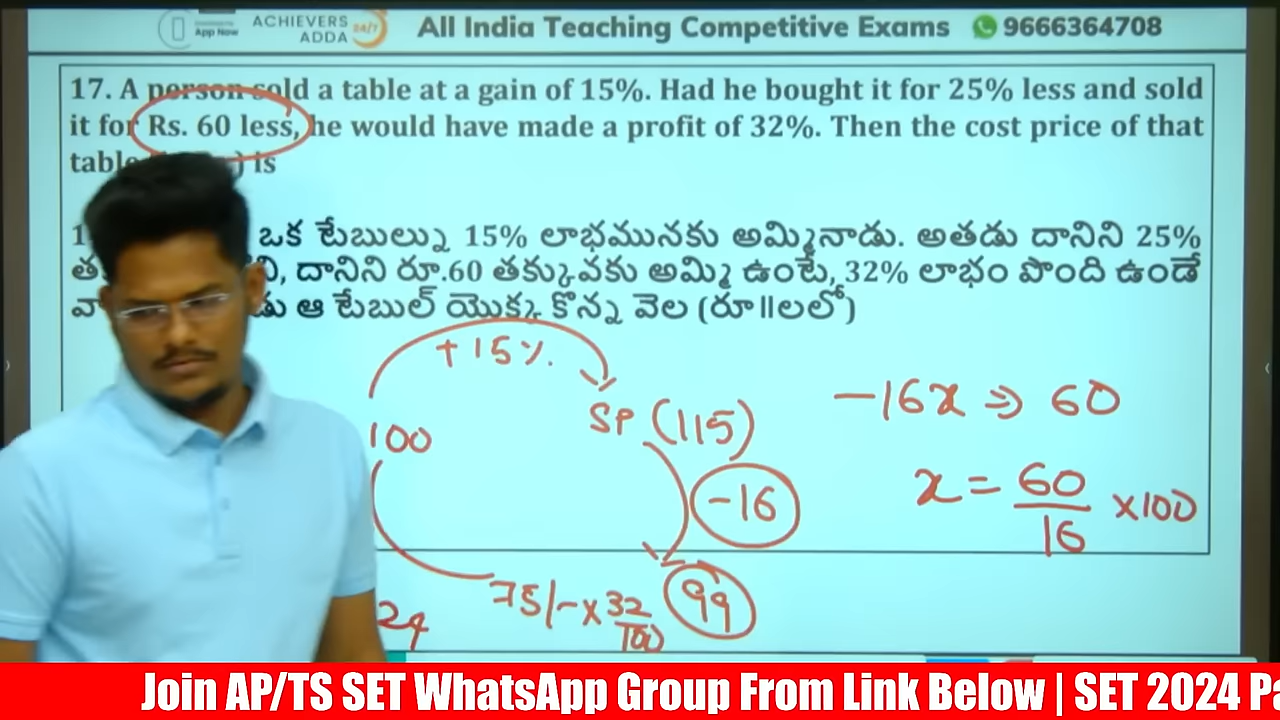 App Now
ACHIEVERS
ADDA 24/7
All India Teaching Competitive Exams 9666364708
17. A person sold a table at a gain of 15%. Had he bought it for 25% less and sold
it for Rs. 60 less, he would have made a profit of 32%. Then the cost price of that
is
ఒక టేబుల్ను 15% లాభమునకు అమ్మినాడు. అతడు దానిని 25%
దానిని రూ.60 తక్కువకు అమ్మి ఉంటే, 32% లాభం పొంది ఉండే
ఆ టేబుల్ యొక్క కొన్న వెల (రూ॥లలో)
+15%.
100
SP (115)
-16
75/- × 32/100
99
24
-16x ⇒ 60
x = 60/16 ×100
Join AP/TS SET WhatsApp Group From Link Below | SET 2024